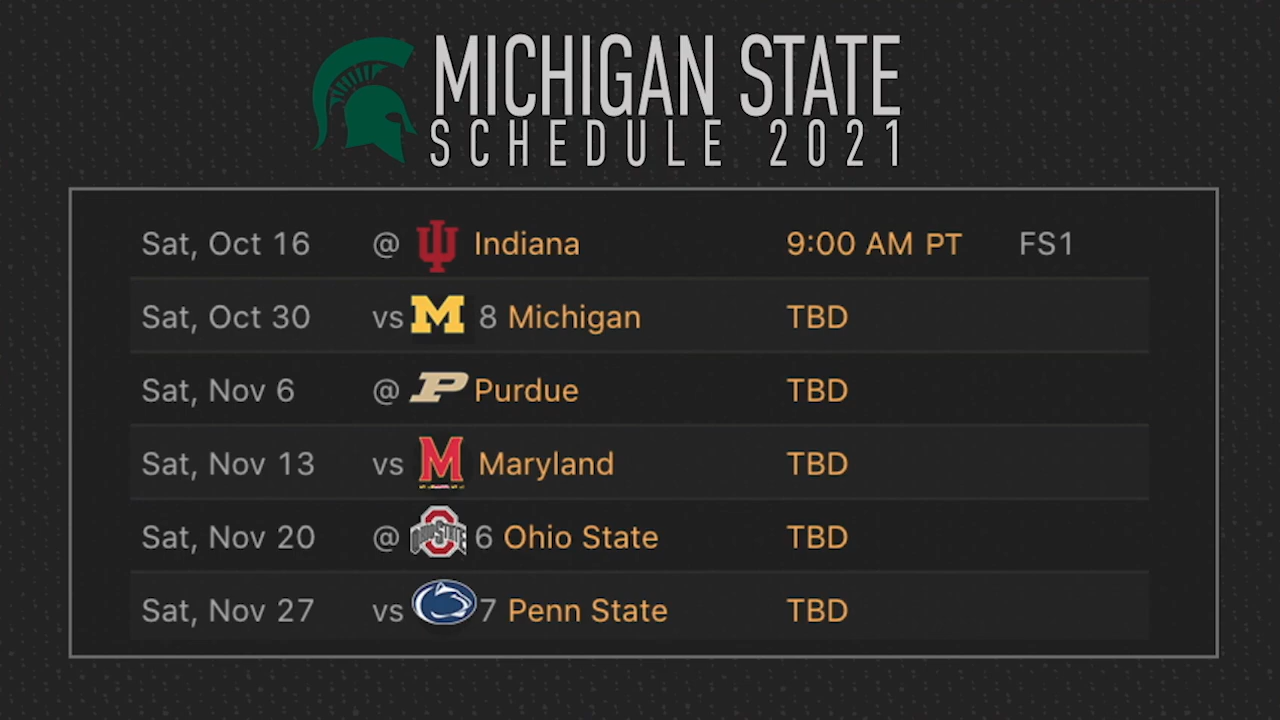 MICHIGAN STATE
SCHEDULE 2021
Sat, Oct 16 @ Indiana 9:00 AM PT FS1
Sat, Oct 30 vs M 8 Michigan TBD
Sat, Nov 6 @ P Purdue TBD
Sat, Nov 13 vs M Maryland TBD
Sat, Nov 20 @ OHIO STATE 6 Ohio State TBD
Sat, Nov 27 vs 7 Penn State TBD